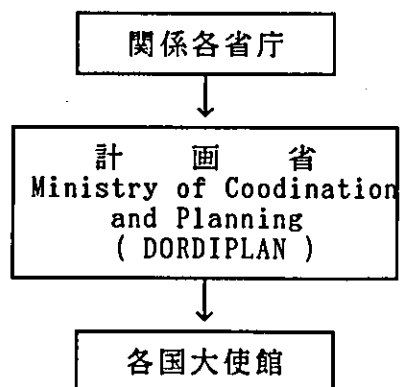 関係各省庁
計画省
Ministry of Coodination
and Planning
( DORDIPLAN )
各国大使館